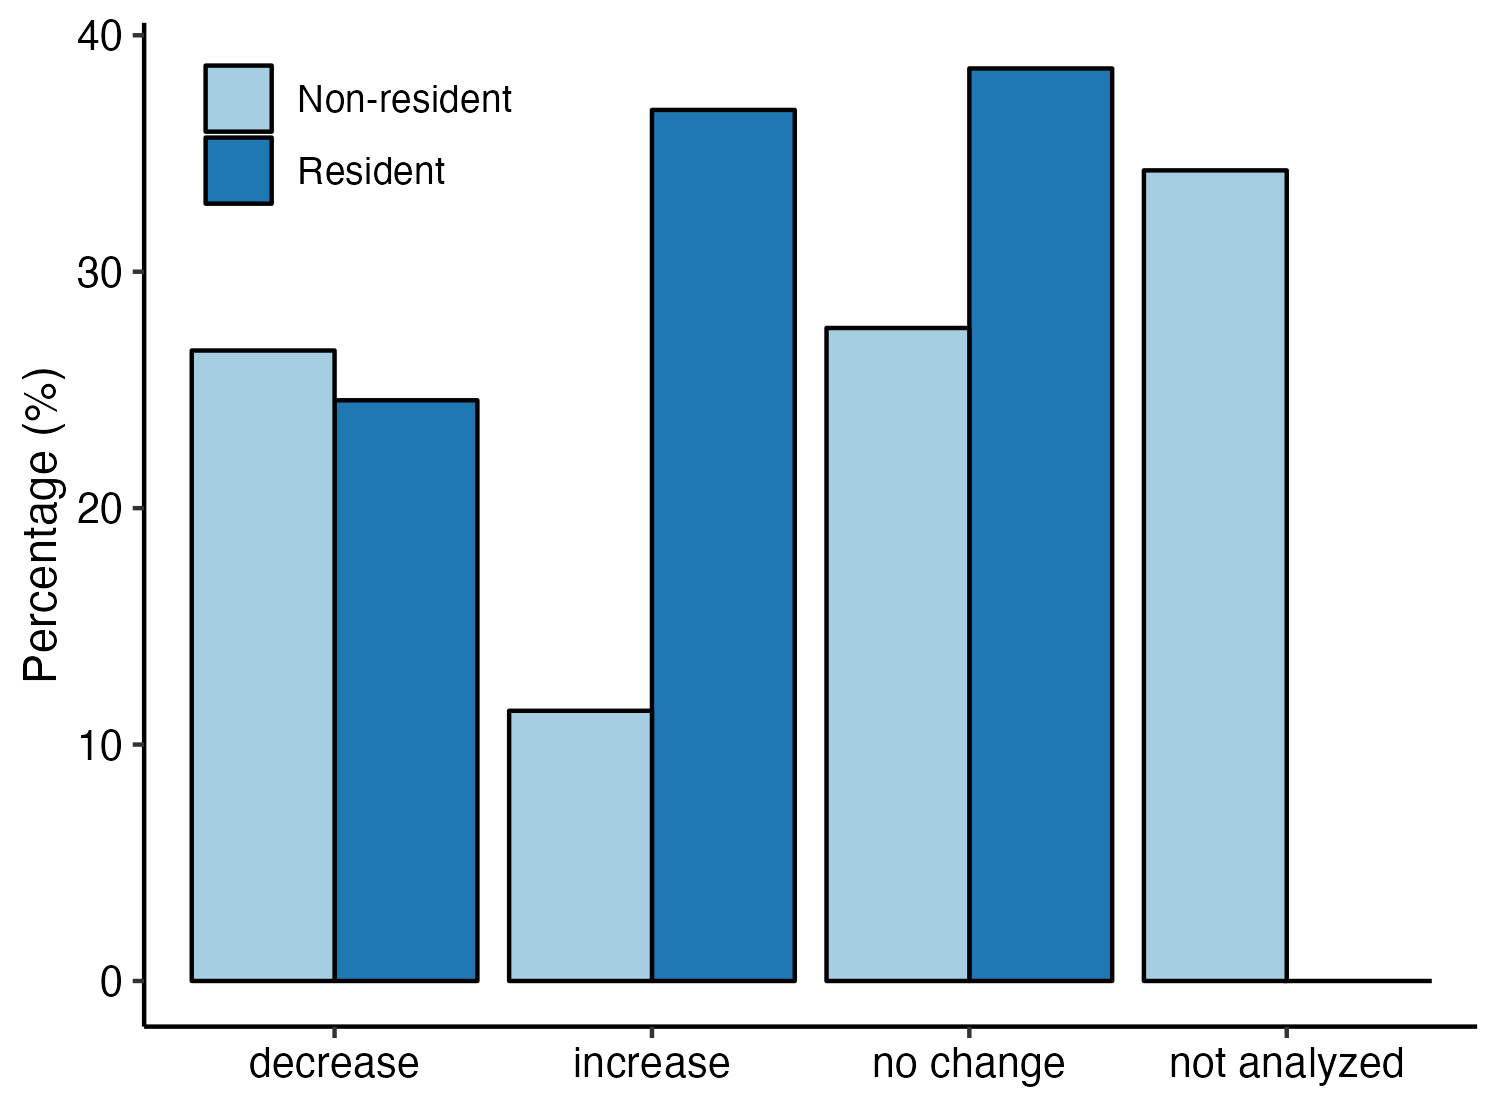 40
30
20
10
0
Percentage (%)
Non-resident
Resident
decrease
increase
no change
not analyzed